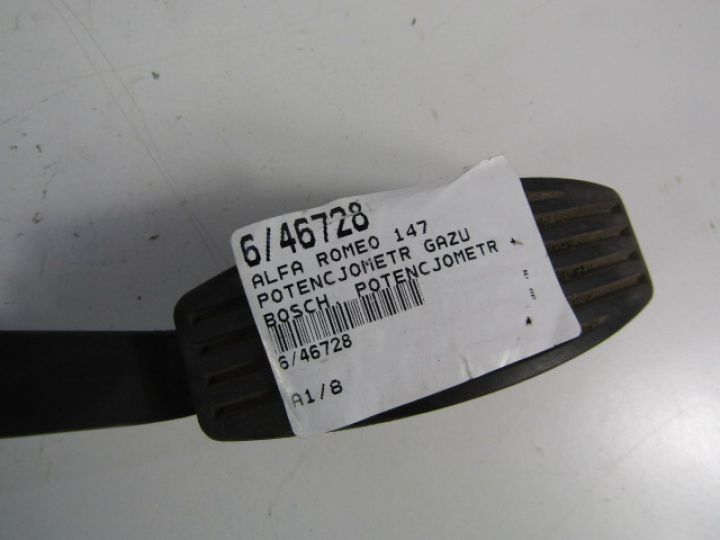 6/46728
ALFA ROMEO 147
POTENCJOMETR GAZU
BOSCH, POTENCJOMETR +
6/46728
A1/8